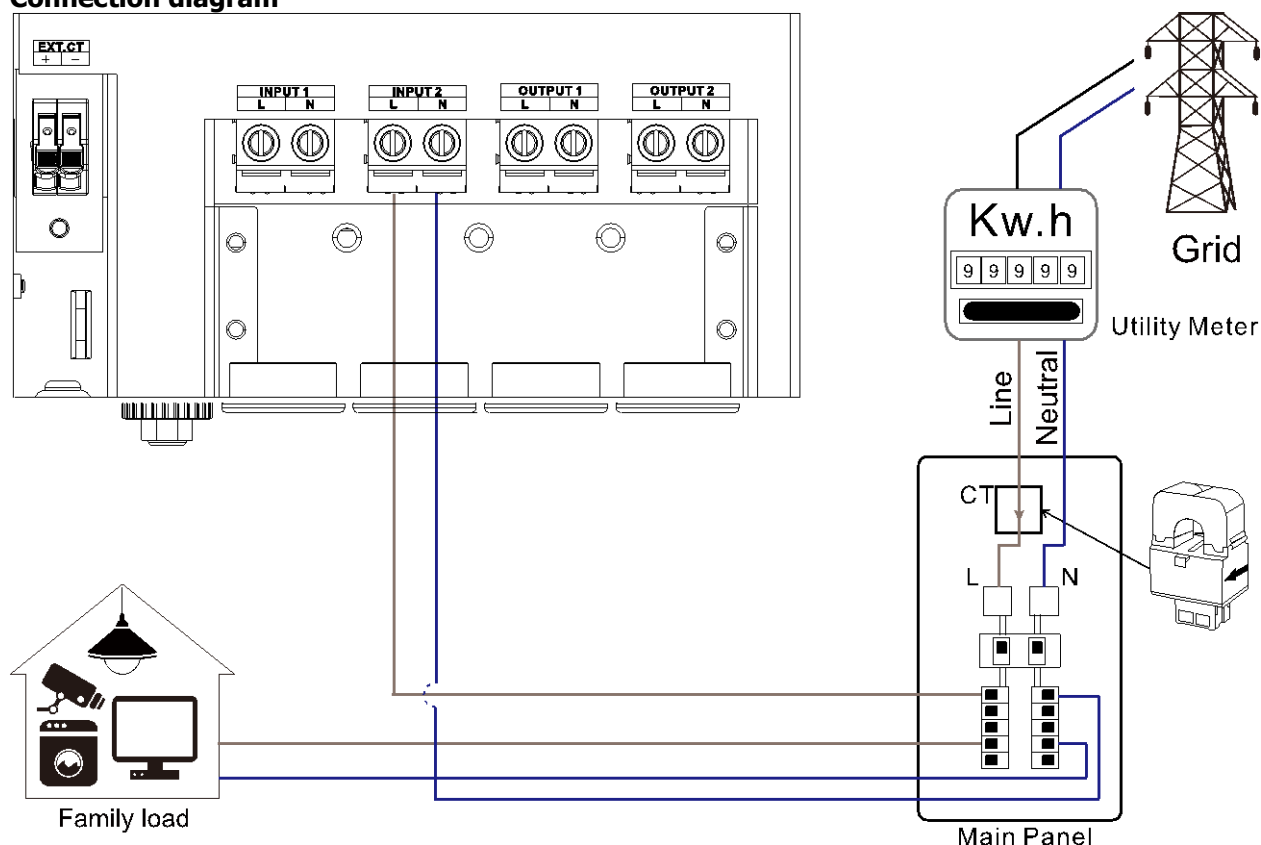 Connection diagram
EXT.CT
+ −
INPUT 1
L N
INPUT 2
L N
OUTPUT 1
L N
OUTPUT 2
L N
Kw.h
9 9 9 9 9
Grid
Utility Meter
Line
Neutral
CT
L N
Family load
Main Panel